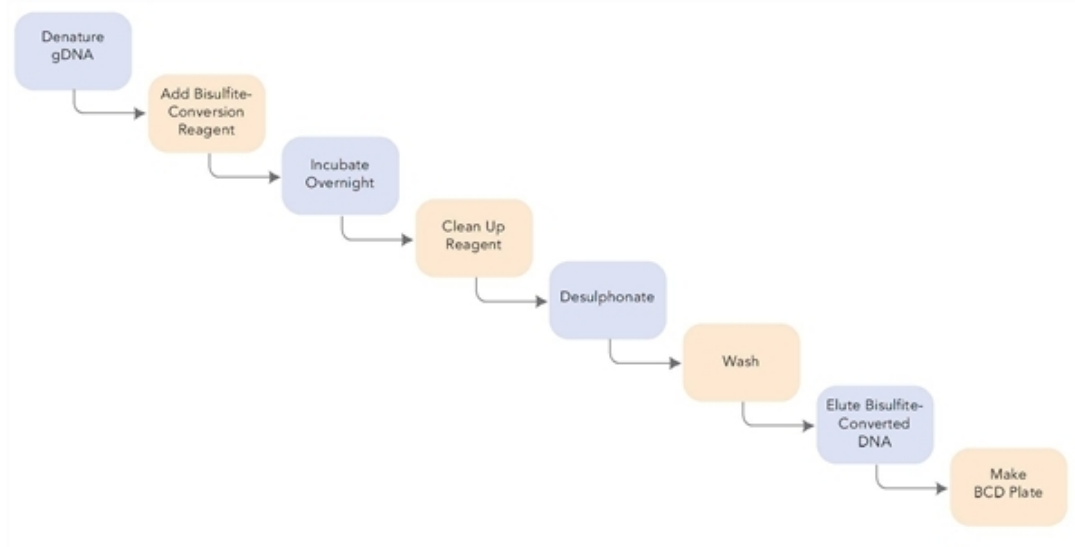 Denature
gDNA
Add Bisulfite-
Conversion
Reagent
Incubate
Overnight
Clean Up
Reagent
Desulphonate
Wash
Elute Bisulfite-
Converted
DNA
Make
BCD Plate